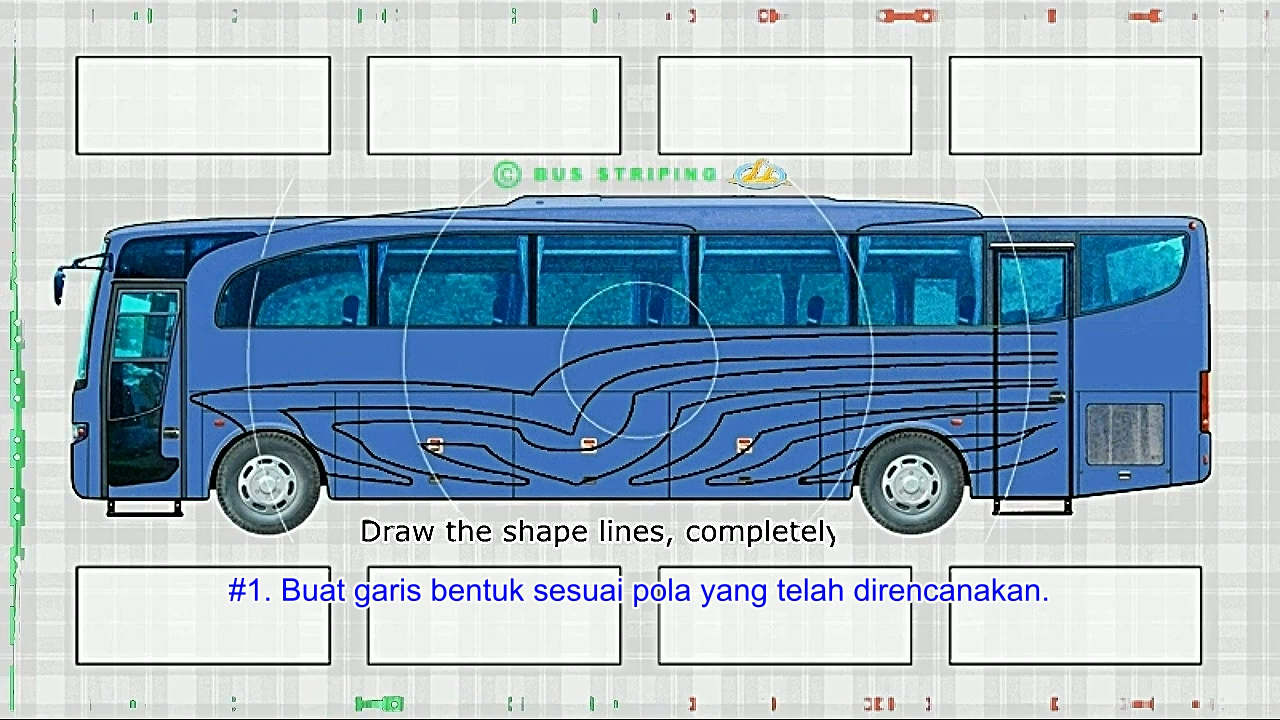 © BUS STRIPING
Draw the shape lines, completely
#1. Buat garis bentuk sesuai pola yang telah direncanakan.